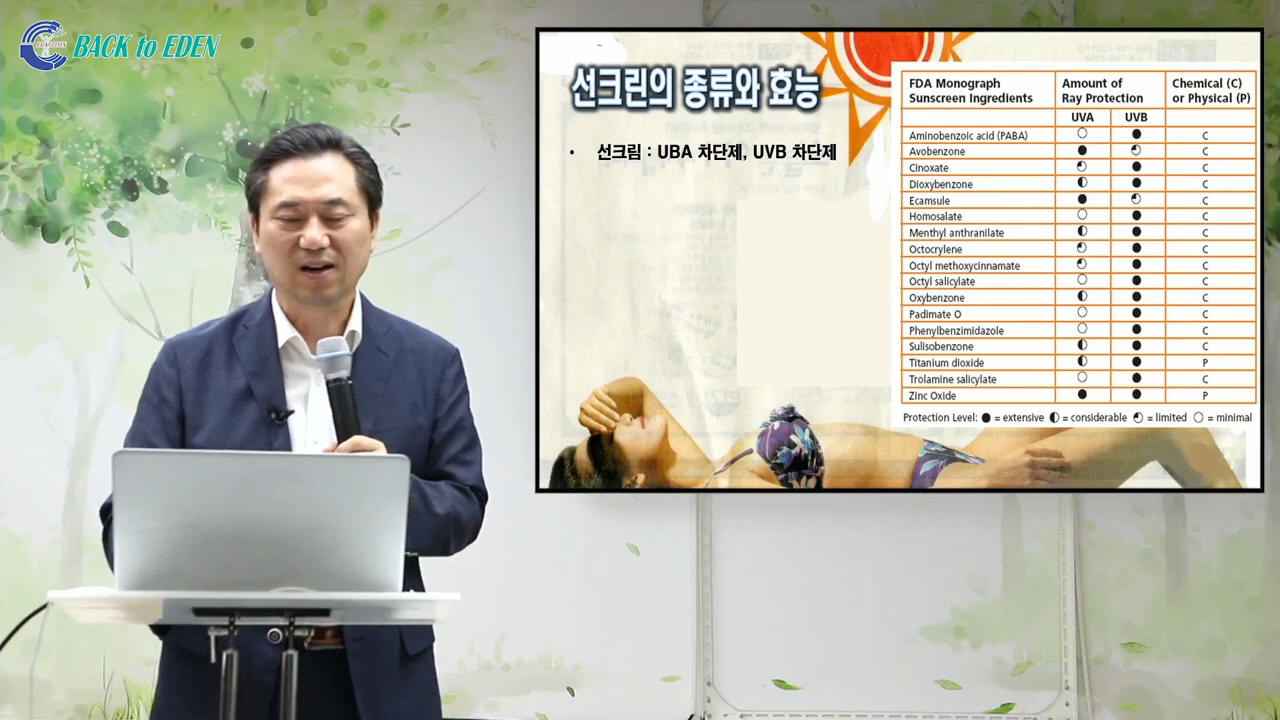 BACK to EDEN
선크린의 종류와 효능
• 선크림 : UBA 차단제, UVB 차단제
FDA Monograph Sunscreen Ingredients Amount of Ray Protection Chemical (C) or Physical (P)
UVA UVB
Aminobenzoic acid (PABA) ○ ● C
Avobenzone ● ◔ C
Cinoxate ◔ ● C
Dioxybenzone ◐ ● C
Ecamsule ● ◔ C
Homosalate ○ ● C
Menthyl anthranilate ◐ ● C
Octocrylene ◔ ● C
Octyl methoxycinnamate ◔ ● C
Octyl salicylate ○ ● C
Oxybenzone ◐ ● C
Padimate O ○ ● C
Phenylbenzimidazole ○ ● C
Sulisobenzone ◐ ● C
Titanium dioxide ◐ ● P
Trolamine salicylate ○ ● C
Zinc Oxide ● ● P
Protection Level: ● = extensive ◐ = considerable ◔ = limited ○ = minimal